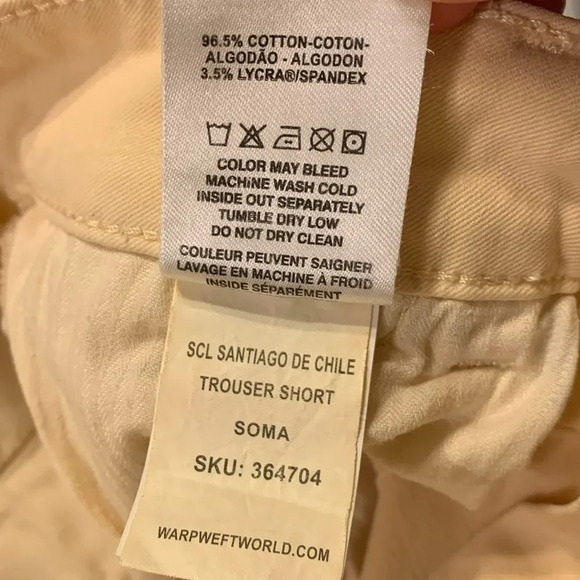 96.5% COTTON-COTON-
ALGODÃO - ALGODON
3.5% LYCRA®/SPANDEX
COLOR MAY BLEED
MACHINE WASH COLD
INSIDE OUT SEPARATELY
TUMBLE DRY LOW
DO NOT DRY CLEAN
COULEUR PEUVENT SAIGNER
LAVAGE EN MACHINE À FROID
INSIDE SÉPARÉMENT
SCL SANTIAGO DE CHILE
TROUSER SHORT
SOMA
SKU: 364704
WARPWEFTWORLD.COM